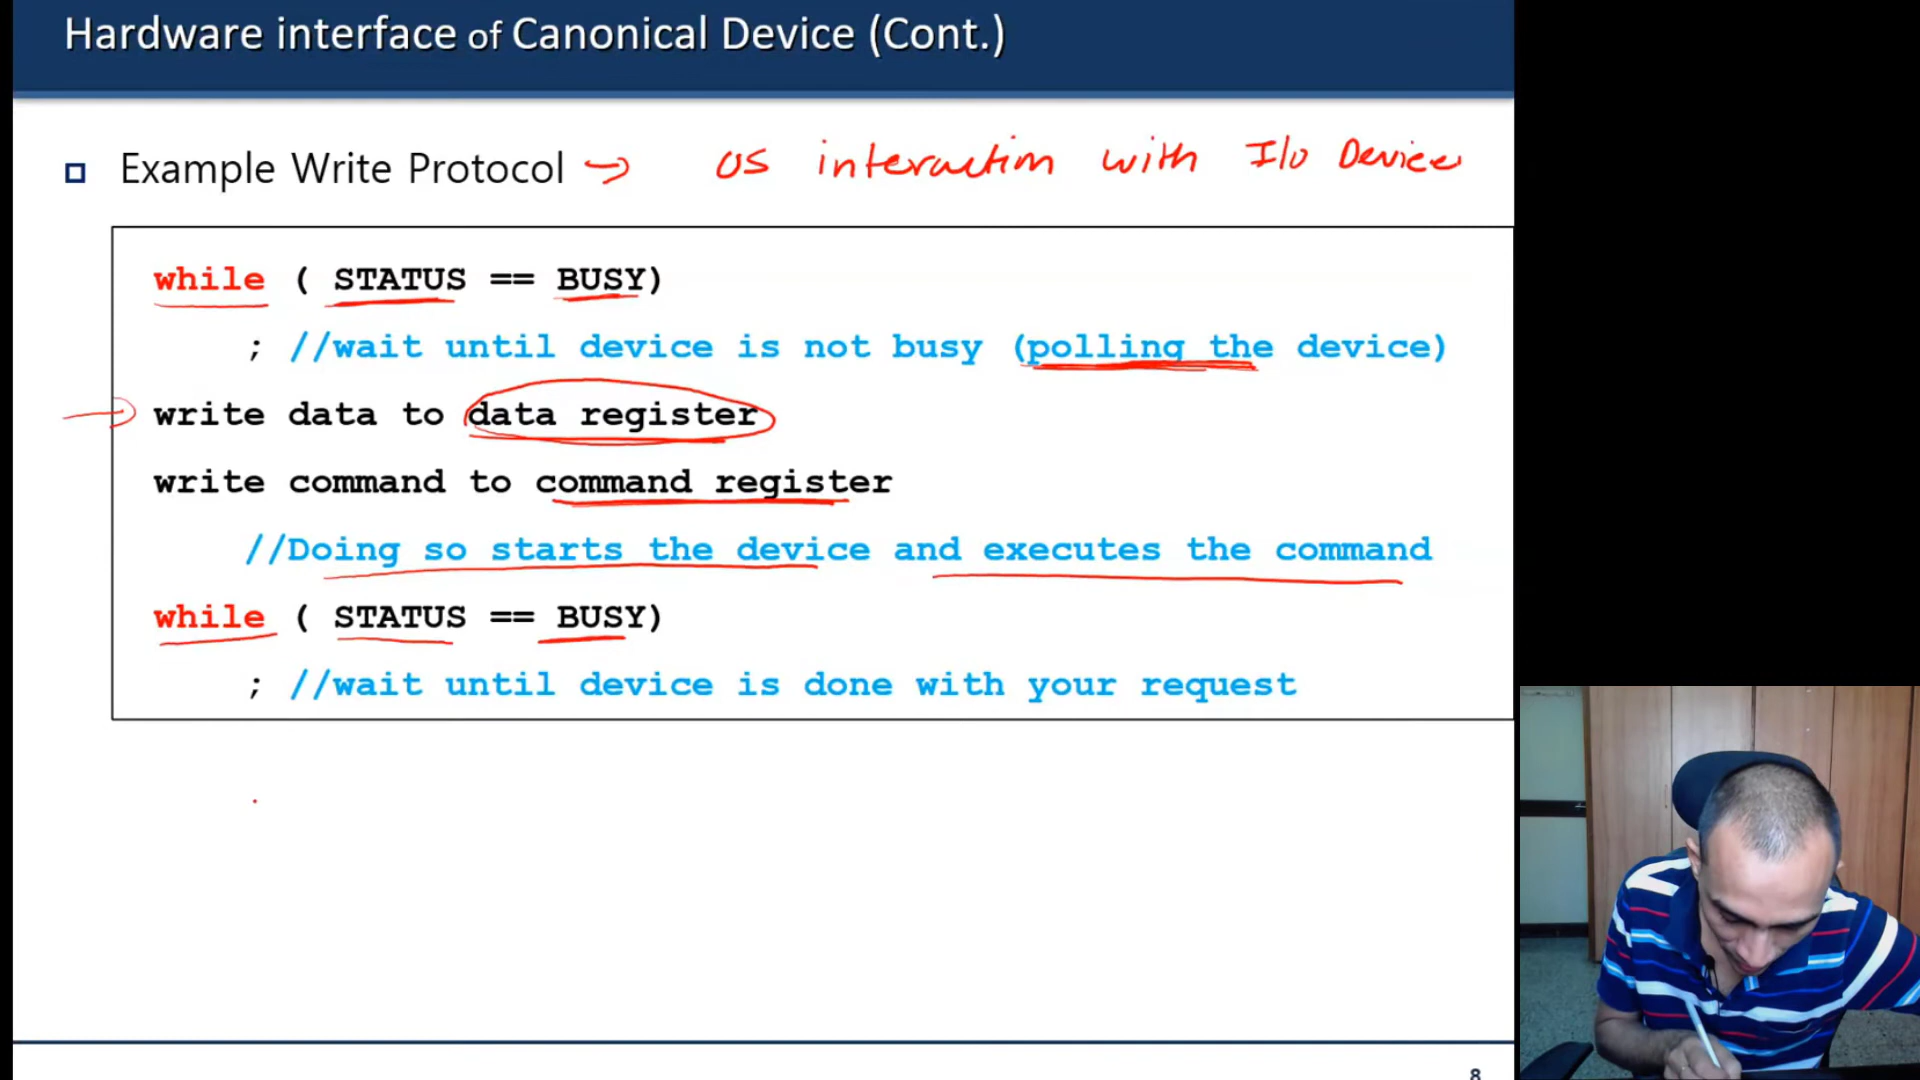 Hardware interface of Canonical Device (Cont.)
Example Write Protocol → OS interaction with I/O Device
while ( STATUS == BUSY)
; //wait until device is not busy (polling the device)
write data to data register
write command to command register
//Doing so starts the device and executes the command
while ( STATUS == BUSY)
; //wait until device is done with your request
8